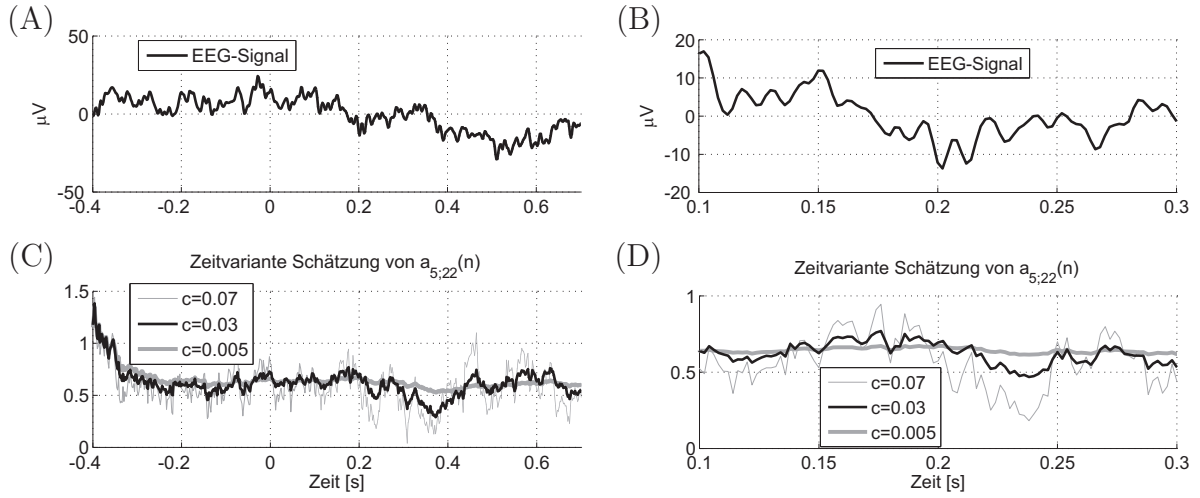 (A)
50
0
-50
µV
EEG-Signal
-0.4 -0.2 0 0.2 0.4 0.6
(B)
20
10
0
-10
-20
µV
EEG-Signal
0.1 0.15 0.2 0.25 0.3
(C)
Zeitvariante Schätzung von a5;22(n)
1.5
1
0.5
0
c=0.07
c=0.03
c=0.005
-0.4 -0.2 0 0.2 0.4 0.6
Zeit [s]
(D)
Zeitvariante Schätzung von a5;22(n)
1
0.5
0
c=0.07
c=0.03
c=0.005
0.1 0.15 0.2 0.25 0.3
Zeit [s]